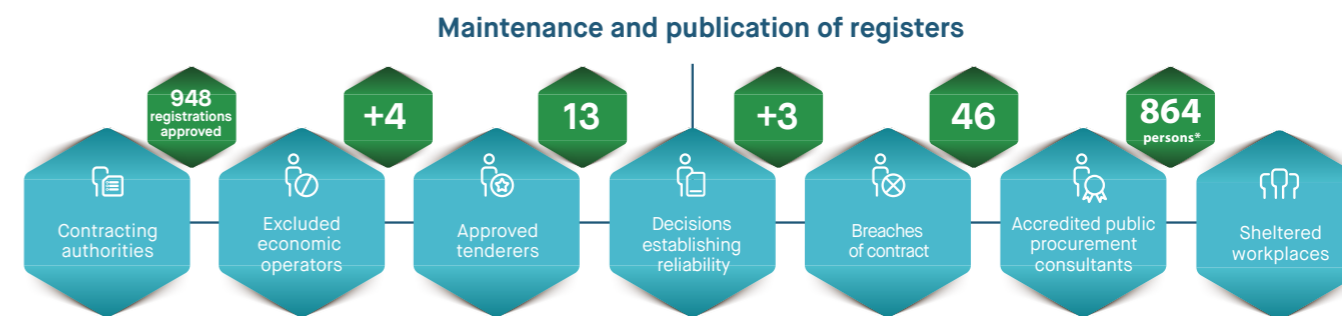 Maintenance and publication of registers
948
registrations
approved
+4
13
+3
46
864
persons*
Contracting
authorities
Excluded
economic
operators
Approved
tenderers
Decisions
establishing
reliability
Breaches
of contract
Accredited public
procurement
consultants
Sheltered
workplaces